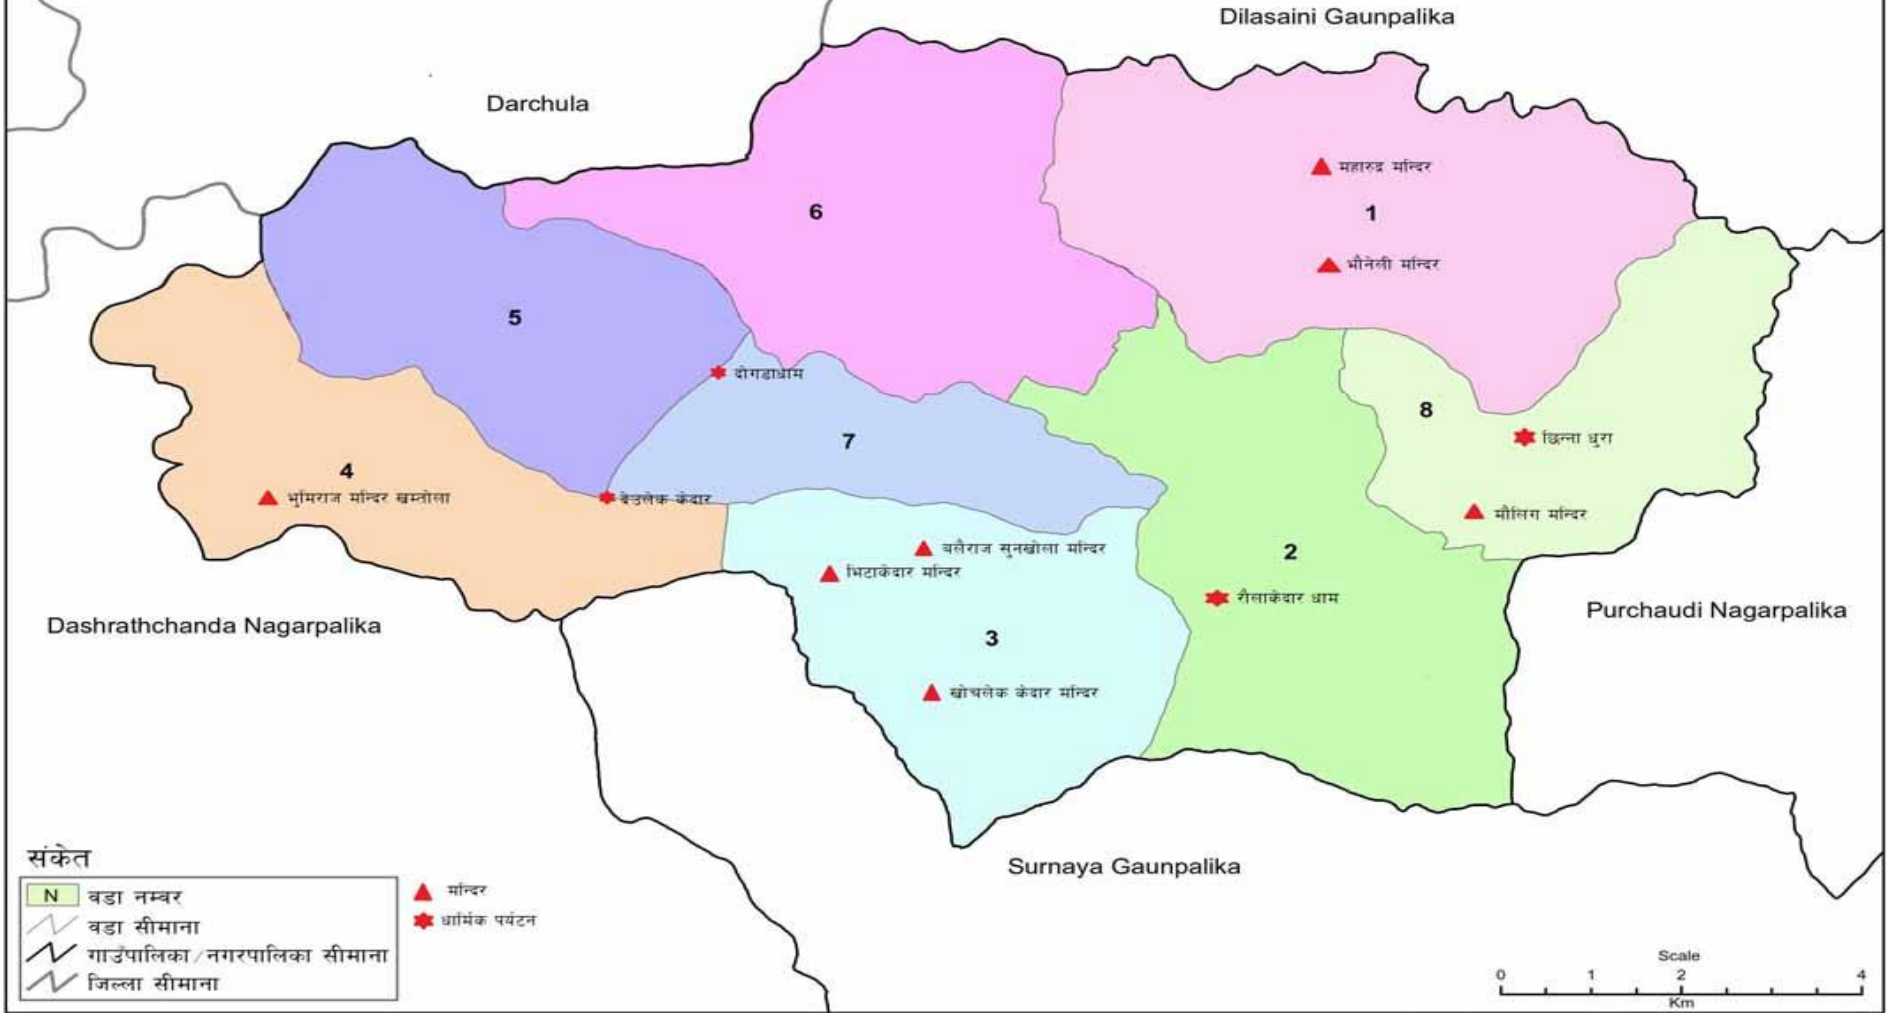 Dilasaini Gaunpalika
Darchula
महारुद्र मन्दिर
6
1
भौनेली मन्दिर
5
दोगडाधाम
8
छिन्ना धुरा
7
4
भुमिराज मन्दिर खम्तोला
देउलेक केदार
मौलिग मन्दिर
बलैराज सुनखोला मन्दिर
2
भिटाकेदार मन्दिर
रौलाकेदार धाम
Purchaudi Nagarpalika
Dashrathchanda Nagarpalika
3
खोचलेक केदार मन्दिर
Surnaya Gaunpalika
संकेत
N वडा नम्बर
वडा सीमाना
गाउँपालिका/नगरपालिका सीमाना
जिल्ला सीमाना
मन्दिर
धार्मिक पर्यटन
Scale
0 1 2 4
Km